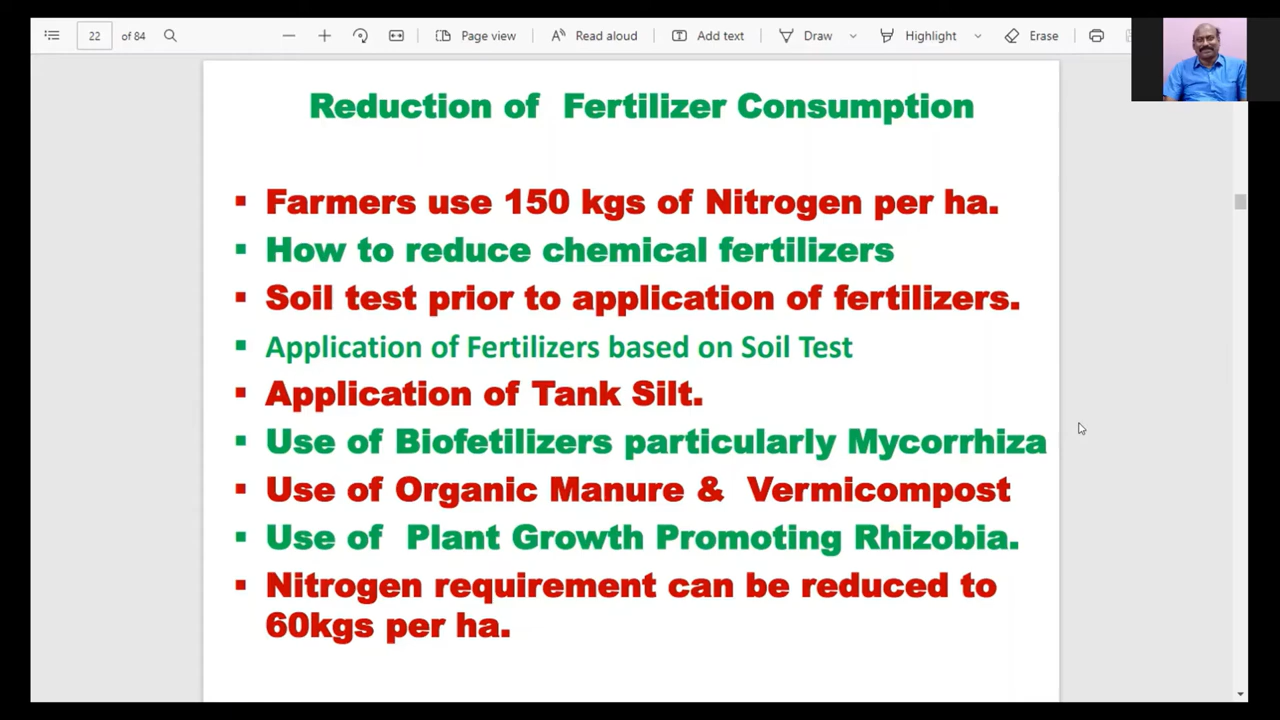 22 of 84 Page view Read aloud Add text Draw Highlight Erase
Reduction of Fertilizer Consumption
Farmers use 150 kgs of Nitrogen per ha.
How to reduce chemical fertilizers
Soil test prior to application of fertilizers.
Application of Fertilizers based on Soil Test
Application of Tank Silt.
Use of Biofetilizers particularly Mycorrhiza
Use of Organic Manure & Vermicompost
Use of Plant Growth Promoting Rhizobia.
Nitrogen requirement can be reduced to
60kgs per ha.